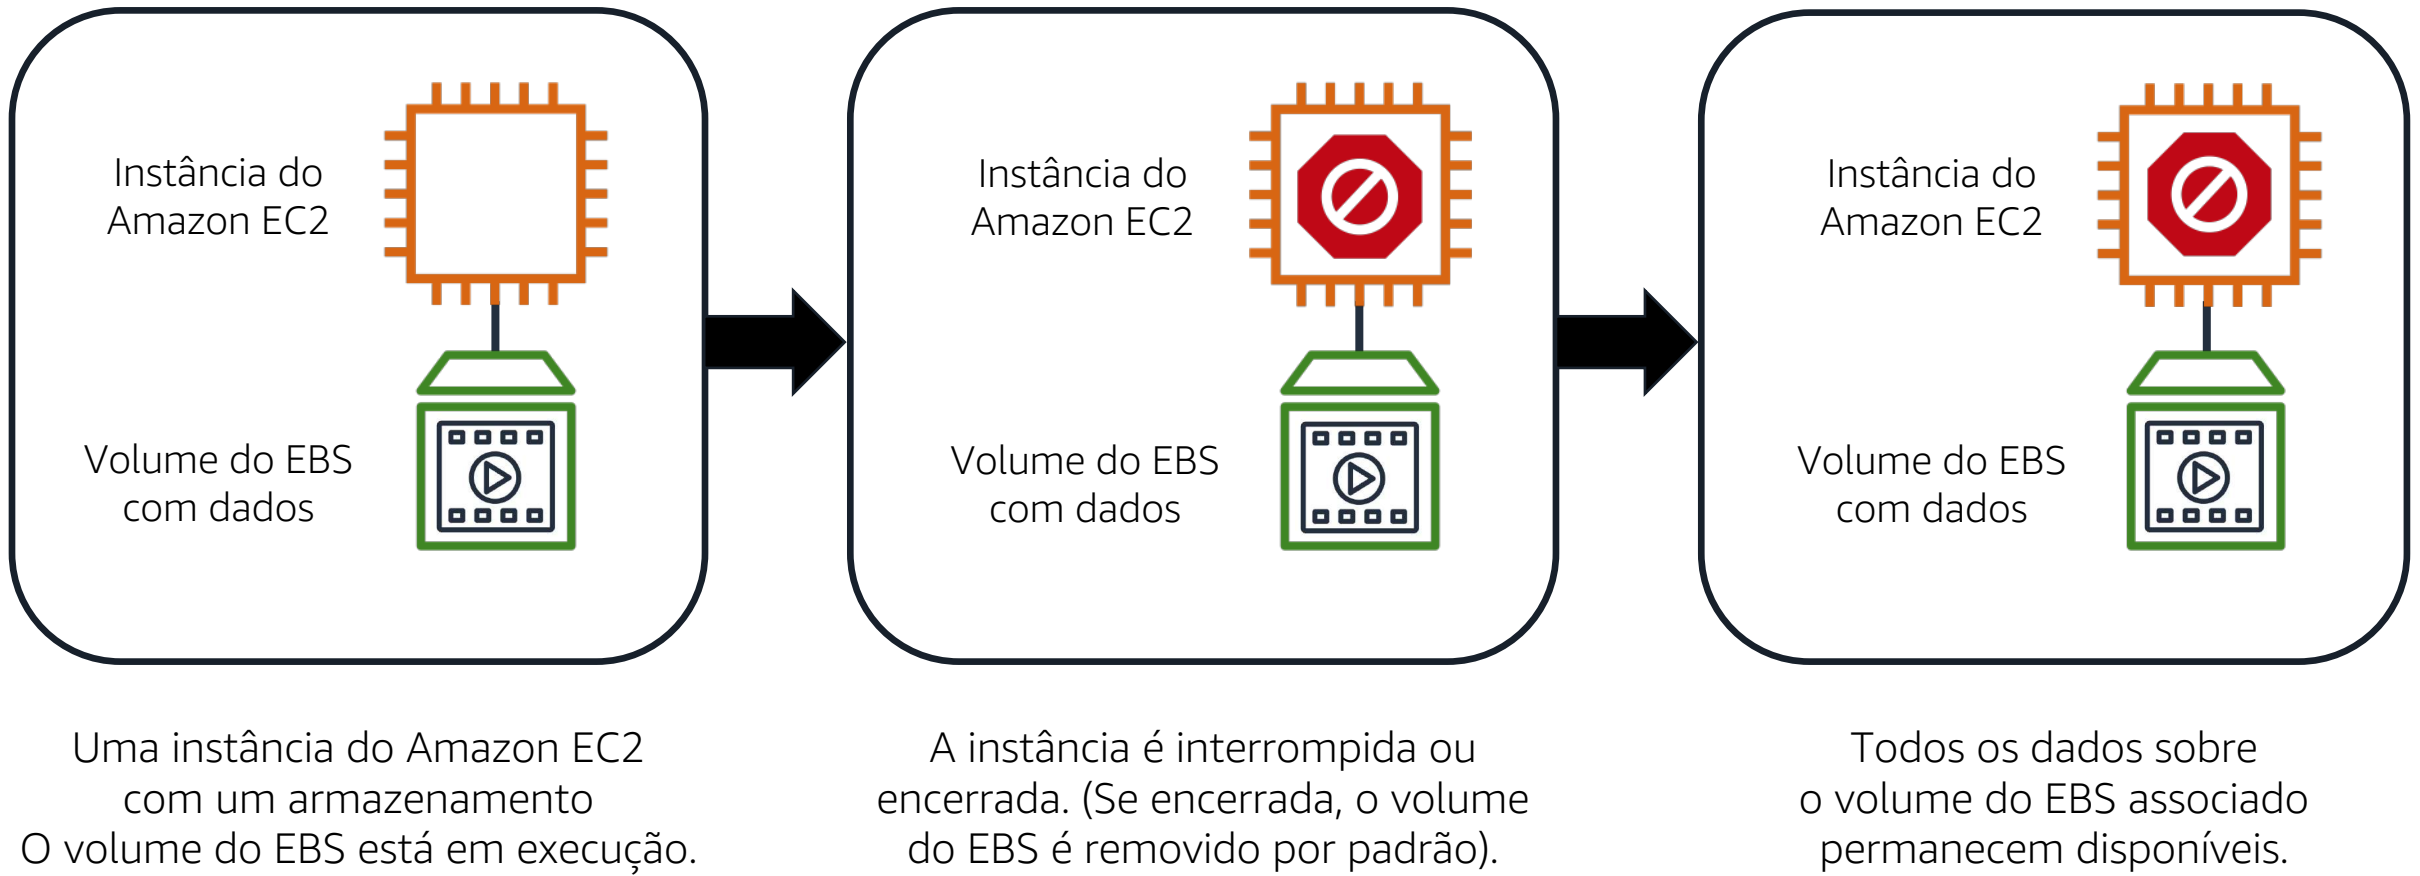 Instância do
Amazon EC2
Volume do EBS
com dados
Uma instância do Amazon EC2
com um armazenamento
O volume do EBS está em execução.
Instância do
Amazon EC2
Volume do EBS
com dados
A instância é interrompida ou
encerrada. (Se encerrada, o volume
do EBS é removido por padrão).
Instância do
Amazon EC2
Volume do EBS
com dados
Todos os dados sobre
o volume do EBS associado
permanecem disponíveis.